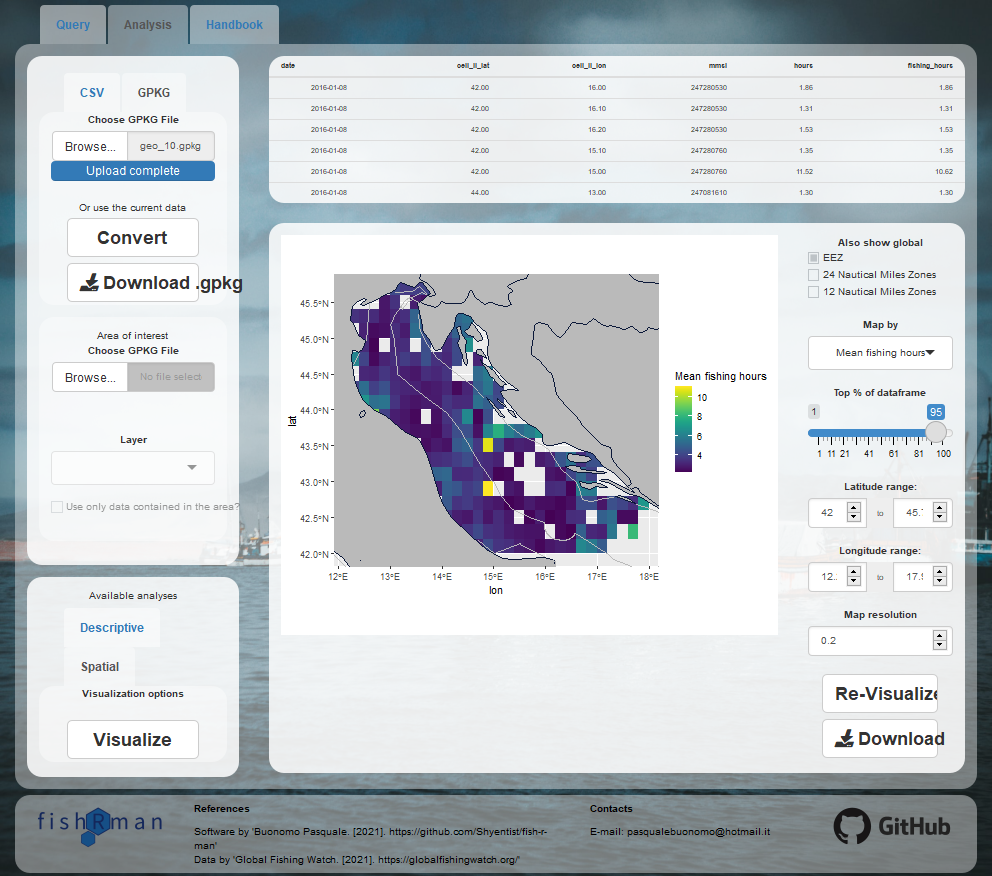 Query Analysis Handbook
CSV GPKG
Choose GPKG File
Browse... geo_10.gpkg
Upload complete
Or use the current data
Convert
Download .gpkg
Area of interest
Choose GPKG File
Browse... No file select
Layer
Use only data contained in the area?
Available analyses
Descriptive
Spatial
Visualization options
Visualize
date cell_ll_lat cell_ll_lon mmsi hours fishing_hours
2016-01-08 42.00 16.00 247280530 1.86 1.86
2016-01-08 42.00 16.10 247280530 1.31 1.31
2016-01-08 42.00 16.20 247280530 1.53 1.53
2016-01-08 42.00 15.10 247280760 1.35 1.35
2016-01-08 42.00 15.00 247280760 11.52 10.62
2016-01-08 44.00 13.00 247081610 1.30 1.30
45.5°N
45.0°N
44.5°N
44.0°N
43.5°N
43.0°N
42.5°N
42.0°N
lat
12°E 13°E 14°E 15°E 16°E 17°E 18°E
lon
Mean fishing hours
10
8
6
4
Also show global
EEZ
24 Nautical Miles Zones
12 Nautical Miles Zones
Map by
Mean fishing hours
Top % of dataframe
1 95
1 11 21 41 61 81 100
Latitude range:
42 to 45.
Longitude range:
12.. to 17.
Map resolution
0.2
Re-Visualize
Download
fishRman
References
Software by 'Buonomo Pasquale. [2021]. https://github.com/Shyentist/fish-r-
man'
Data by 'Global Fishing Watch. [2021]. https://globalfishingwatch.org/'
Contacts
E-mail: pasqualebuonomo@hotmail.it
GitHub